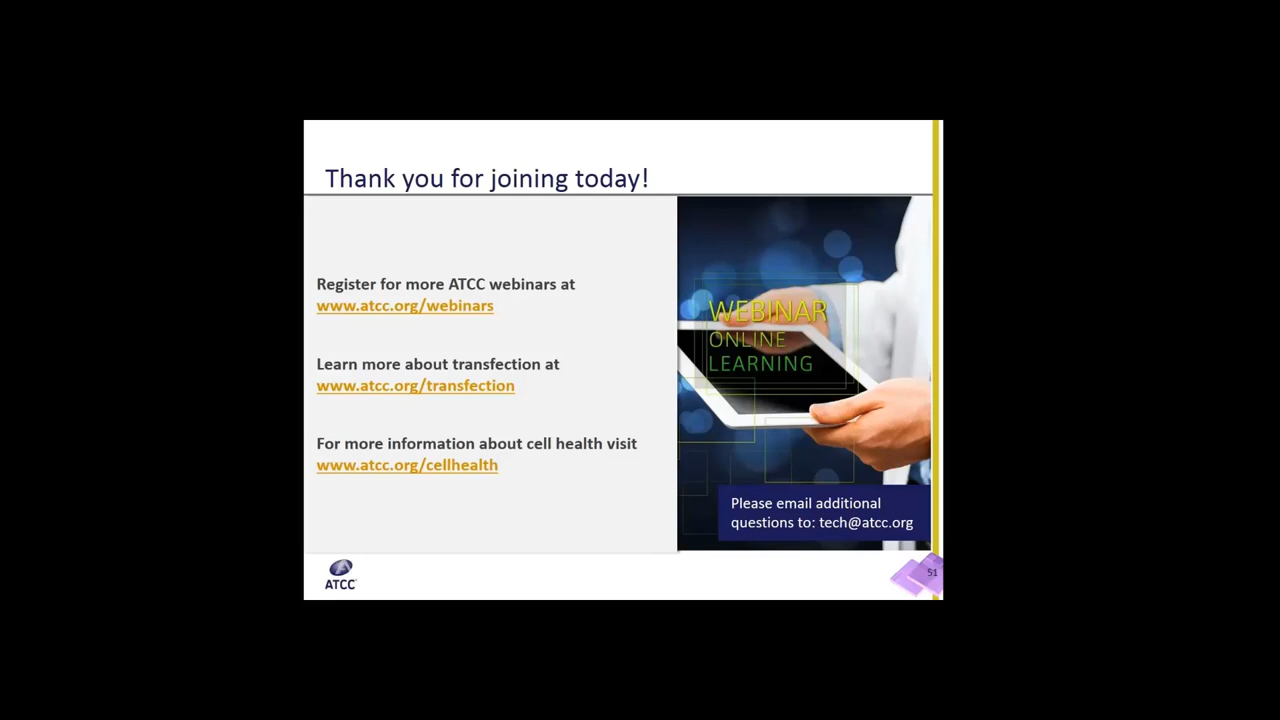 Thank you for joining today!
Register for more ATCC webinars at
www.atcc.org/webinars
Learn more about transfection at
www.atcc.org/transfection
For more information about cell health visit
www.atcc.org/cellhealth
WEBINAR
ONLINE
LEARNING
Please email additional
questions to: tech@atcc.org
ATCC
51